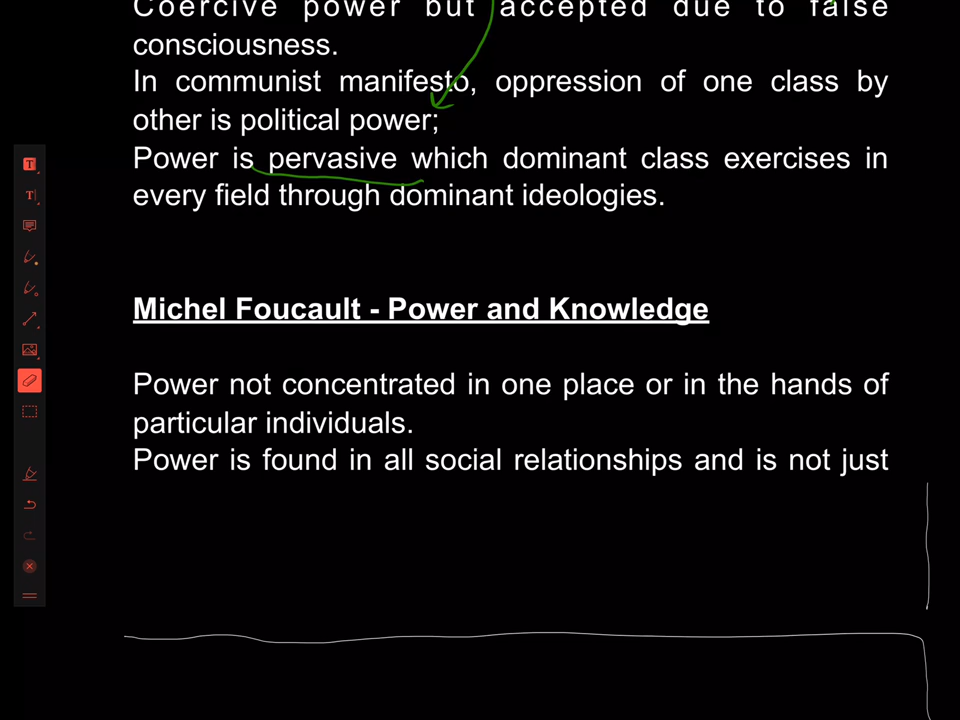 Coercive power but accepted due to false
consciousness.
In communist manifesto, oppression of one class by
other is political power;
Power is pervasive which dominant class exercises in
every field through dominant ideologies.
Michel Foucault - Power and Knowledge
Power not concentrated in one place or in the hands of
particular individuals.
Power is found in all social relationships and is not just